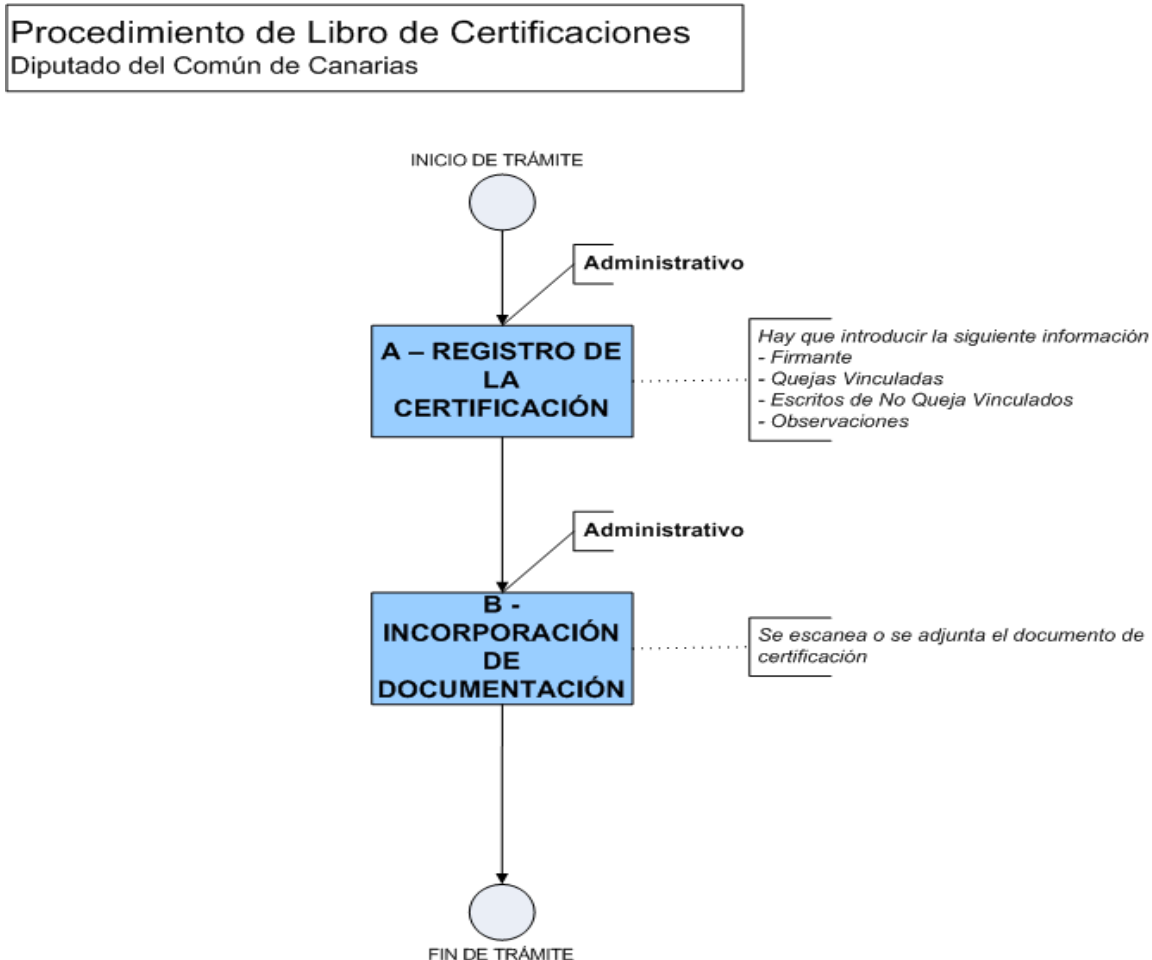 Procedimiento de Libro de Certificaciones
Diputado del Común de Canarias
INICIO DE TRÁMITE
Administrativo
A – REGISTRO DE
LA
CERTIFICACIÓN
Hay que introducir la siguiente información
- Firmante
- Quejas Vinculadas
- Escritos de No Queja Vinculados
- Observaciones
Administrativo
B -
INCORPORACIÓN
DE
DOCUMENTACIÓN
Se escanea o se adjunta el documento de
certificación
FIN DE TRÁMITE